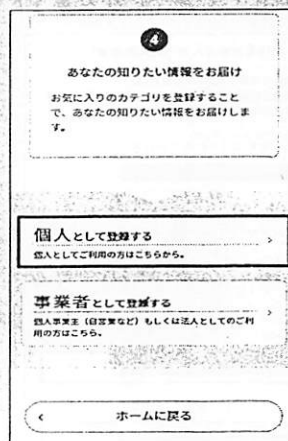 4
あなたの知りたい情報をお届け
お気に入りのカテゴリを登録すること
で、あなたの知りたい情報をお届けしま
す。
個人として登録する
個人としてご利用の方はこちらから。
事業者として登録する
個人事業主（自営業など）もしくは法人としてのご利
用の方はこちら。
ホームに戻る